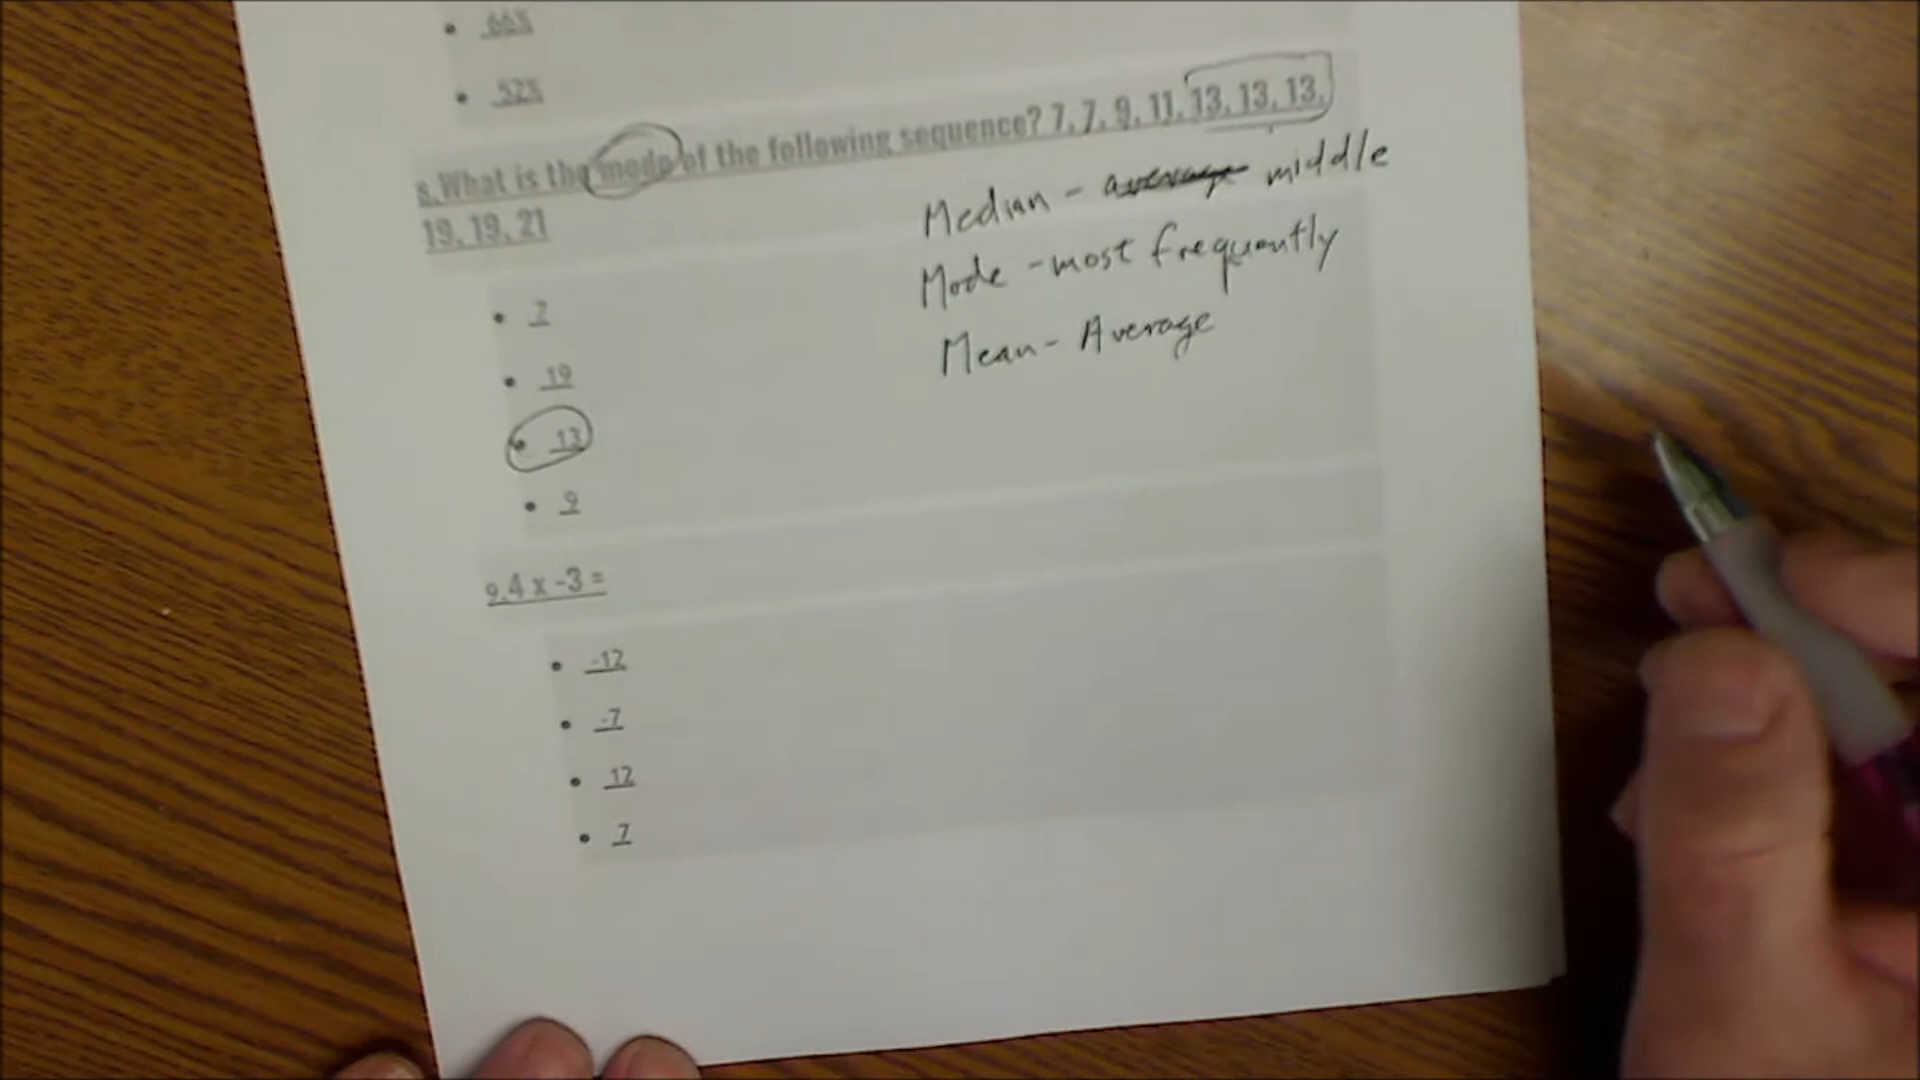 66%
52%
8. What is the mode of the following sequence? 7, 7, 9, 11, 13, 13, 13,
19, 19, 21
Median - average middle
Mode - most frequently
Mean - Average
7
19
13
9
9. 4 x -3 =
-12
-7
12
7